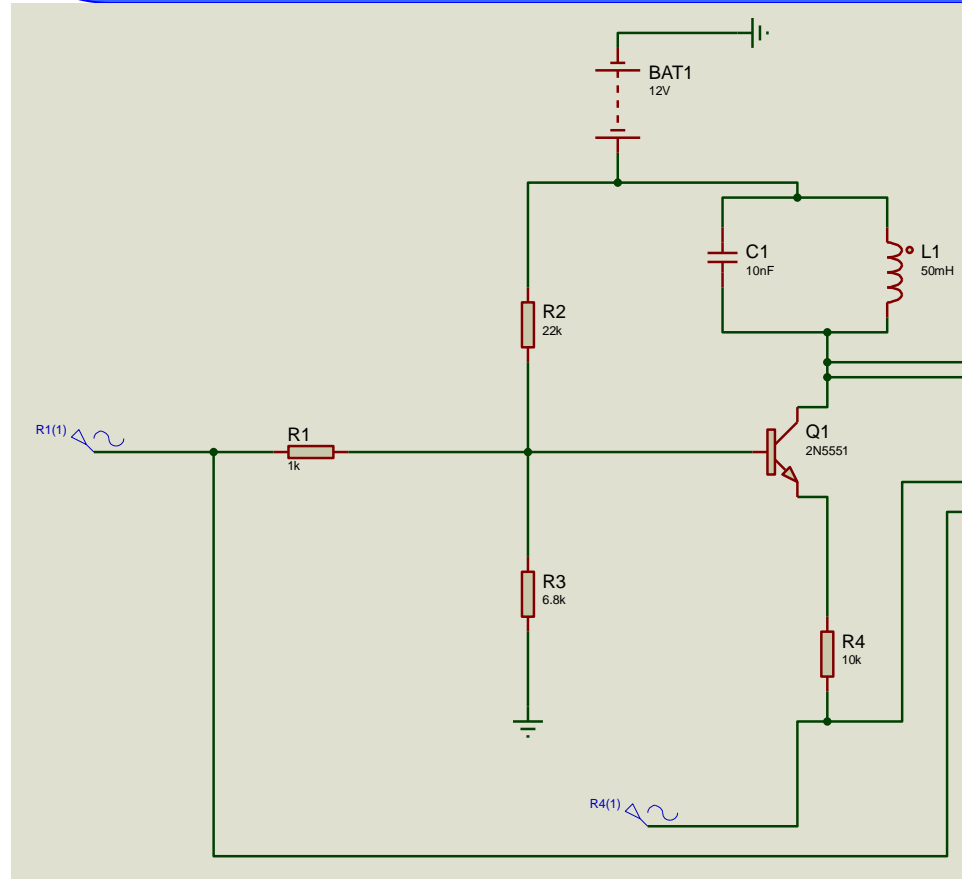 BAT1
12V
C1
10nF
L1
50mH
R2
22k
R1(1)
R1
1k
Q1
2N5551
R3
6.8k
R4
10k
R4(1)